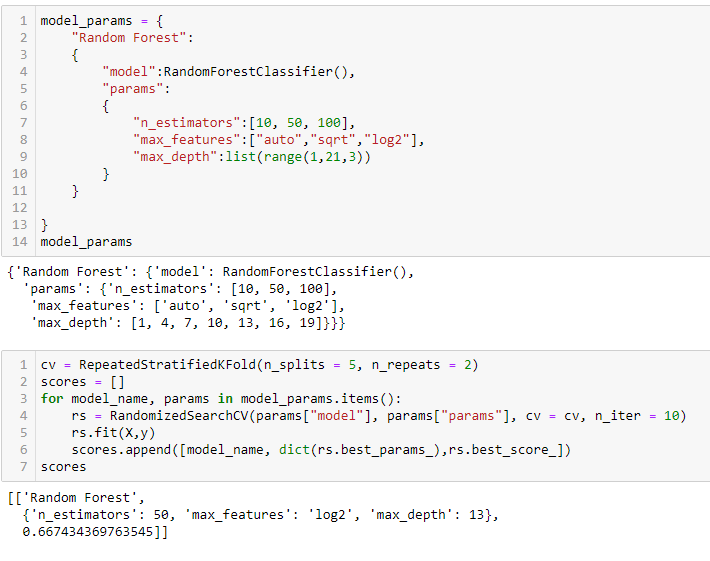 1 model_params = {
2     "Random Forest":
3     {
4         "model":RandomForestClassifier(),
5         "params":
6         {
7             "n_estimators":[10, 50, 100],
8             "max_features":["auto","sqrt","log2"],
9             "max_depth":list(range(1,21,3))
10         }
11     }
12
13 }
14 model_params
{'Random Forest': {'model': RandomForestClassifier(),
  'params': {'n_estimators': [10, 50, 100],
   'max_features': ['auto', 'sqrt', 'log2'],
   'max_depth': [1, 4, 7, 10, 13, 16, 19]}}}
1 cv = RepeatedStratifiedKFold(n_splits = 5, n_repeats = 2)
2 scores = []
3 for model_name, params in model_params.items():
4     rs = RandomizedSearchCV(params["model"], params["params"], cv = cv, n_iter = 10)
5     rs.fit(X,y)
6     scores.append([model_name, dict(rs.best_params_),rs.best_score_])
7 scores
[['Random Forest',
  {'n_estimators': 50, 'max_features': 'log2', 'max_depth': 13},
  0.667434369763545]]